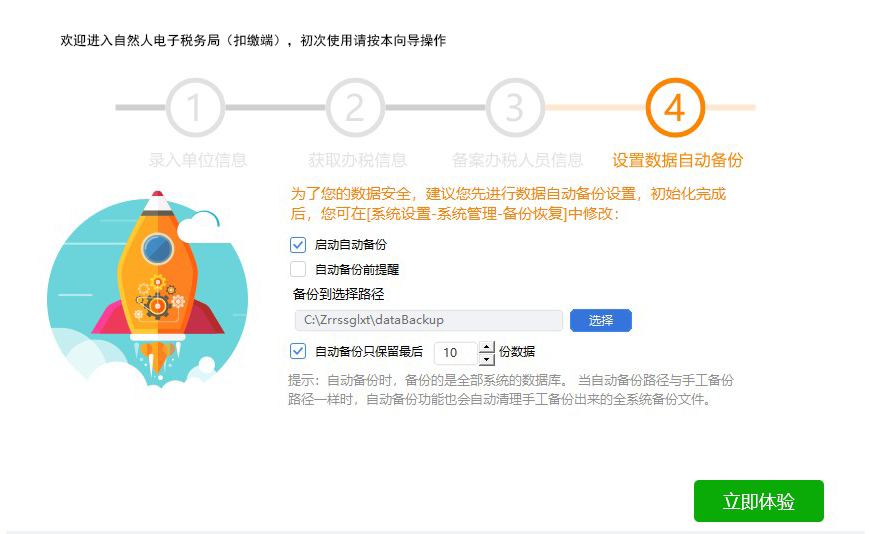 欢迎进入自然人电子税务局（扣缴端），初次使用请按本向导操作
1
2
3
4
录入单位信息
获取办税信息
备案办税人员信息
设置数据自动备份
为了您的数据安全，建议您先进行数据自动备份设置，初始化完成
后，您可在[系统设置-系统管理-备份恢复]中修改：
启动自动备份
自动备份前提醒
备份到选择路径
C:\Zrrssglxt\dataBackup
选择
自动备份只保留最后 10 份数据
提示：自动备份时，备份的是全部系统的数据库。 当自动备份路径与手工备份
路径一样时，自动备份功能也会自动清理手工备份出来的全系统备份文件。
立即体验